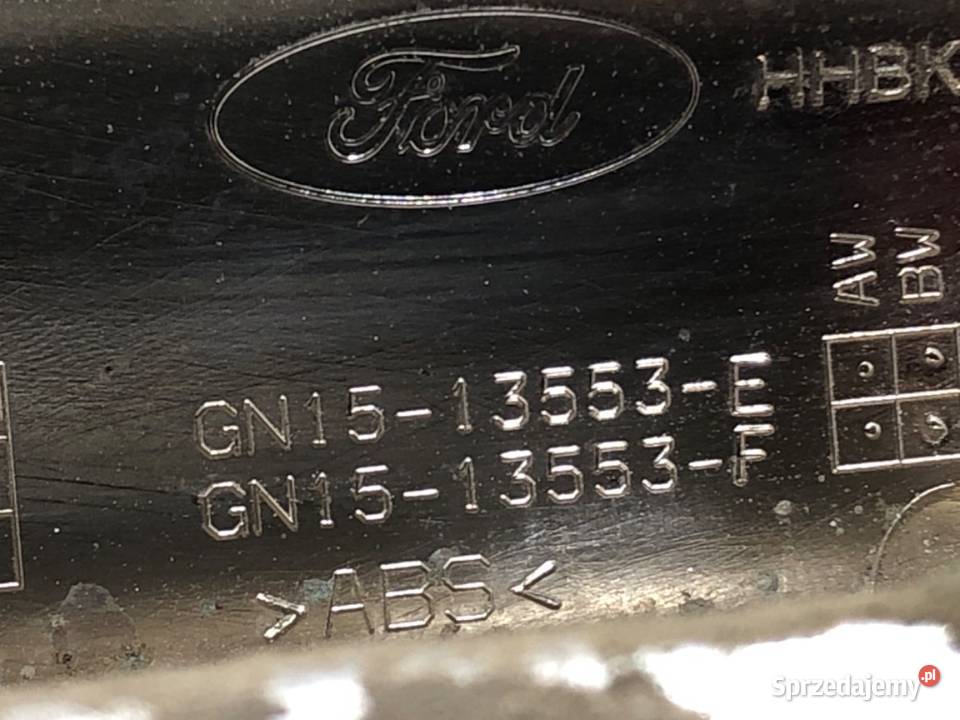 Ford
HHBK
AW
BW
GN15-13553-E
GN15-13553-F
>ABS<
Sprzedajemy.pl